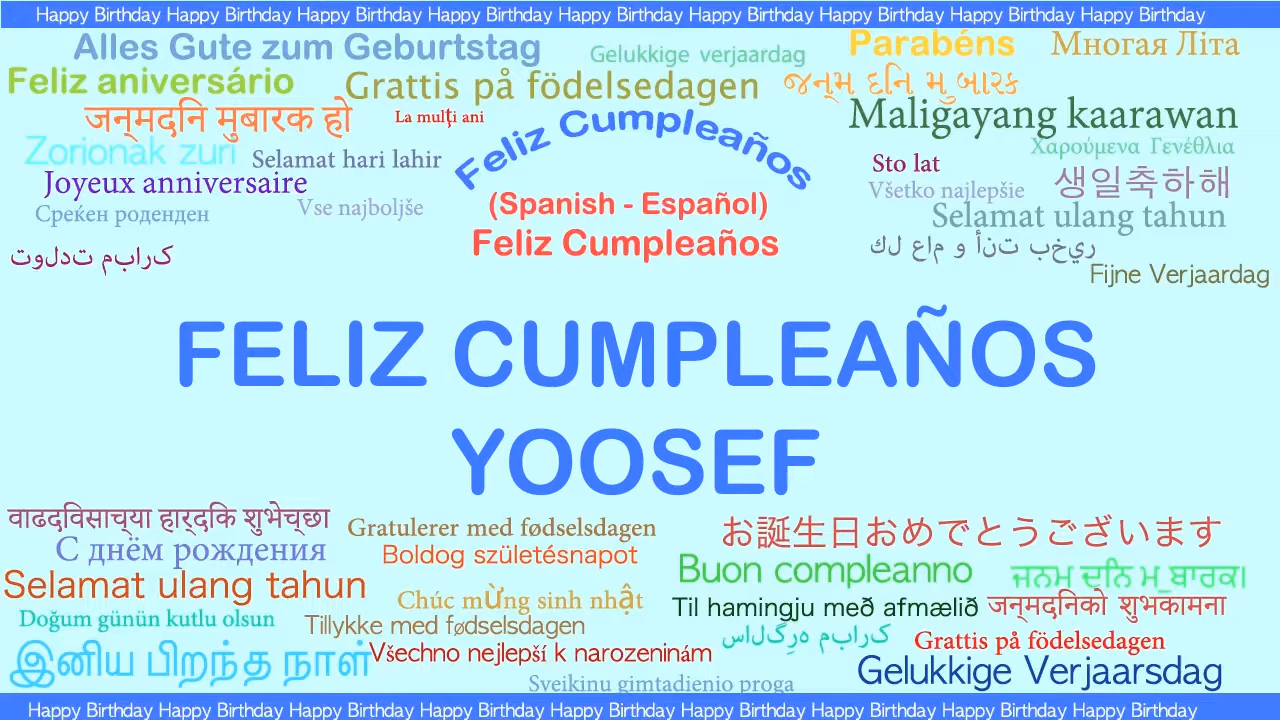 Happy Birthday Happy Birthday Happy Birthday Happy Birthday Happy Birthday Happy Birthday Happy Birthday Happy Birthday Happy Birthday
Alles Gute zum Geburtstag
Gelukkige verjaardag
Parabéns
Многая Літа
Feliz aniversário
Grattis på födelsedagen
જન્મ દિન મુબારક
जन्मदिन मुबारक हो
La mulţi ani
Feliz Cumpleaños
Maligayang kaarawan
Zorionak zuri
Selamat hari lahir
Sto lat
Χαρούμενα Γενέθλια
Joyeux anniversaire
(Spanish - Español)
Všetko najlepšie
생일축하해
Среќен роденден
Vse najboljše
Feliz Cumpleaños
Selamat ulang tahun
تولدت مبارک
كل عام و أنت بخير
Fijne Verjaardag
FELIZ CUMPLEAÑOS
YOOSEF
वाढदिवसाच्या हार्दिक शुभेच्छा
Gratulerer med fødselsdagen
お誕生日おめでとうございます
С днём рождения
Boldog születésnapot
Buon compleanno
ਜਨਮ ਦਿਨ ਮੁਬਾਰਕ।
Selamat ulang tahun
Chúc mừng sinh nhật
Til hamingju með afmælið
जन्मदिनको शुभकामना
Doğum günün kutlu olsun
Tillykke med fødselsdagen
سالگرہ مبارک
Grattis på födelsedagen
இனிய பிறந்த நாள்
Všechno nejlepší k narozeninám
Gelukkige Verjaarsdag
Sveikinu gimtadienio proga
Happy Birthday Happy Birthday Happy Birthday Happy Birthday Happy Birthday Happy Birthday Happy Birthday Happy Birthday Happy Birthday